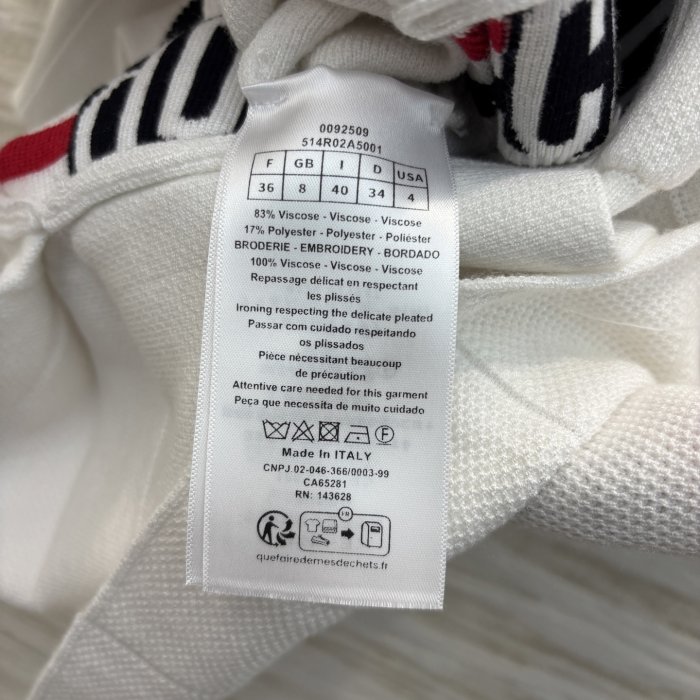 0092509
514R02A5001
F GB I D USA
36 8 40 34 4
83% Viscose - Viscose - Viscose
17% Polyester - Polyester - Poliéster
BRODERIE - EMBROIDERY - BORDADO
100% Viscose - Viscose - Viscose
Repassage délicat en respectant
les plissés
Ironing respecting the delicate pleated
Passar com cuidado respeitando
os plissados
Pièce nécessitant beaucoup
de précaution
Attentive care needed for this garment
Peça que necessita de muito cuidado
F
Made In ITALY
CNPJ.02-046-366/0003-99
CA65281
RN: 143628
FR
quefairedemesdechets.fr